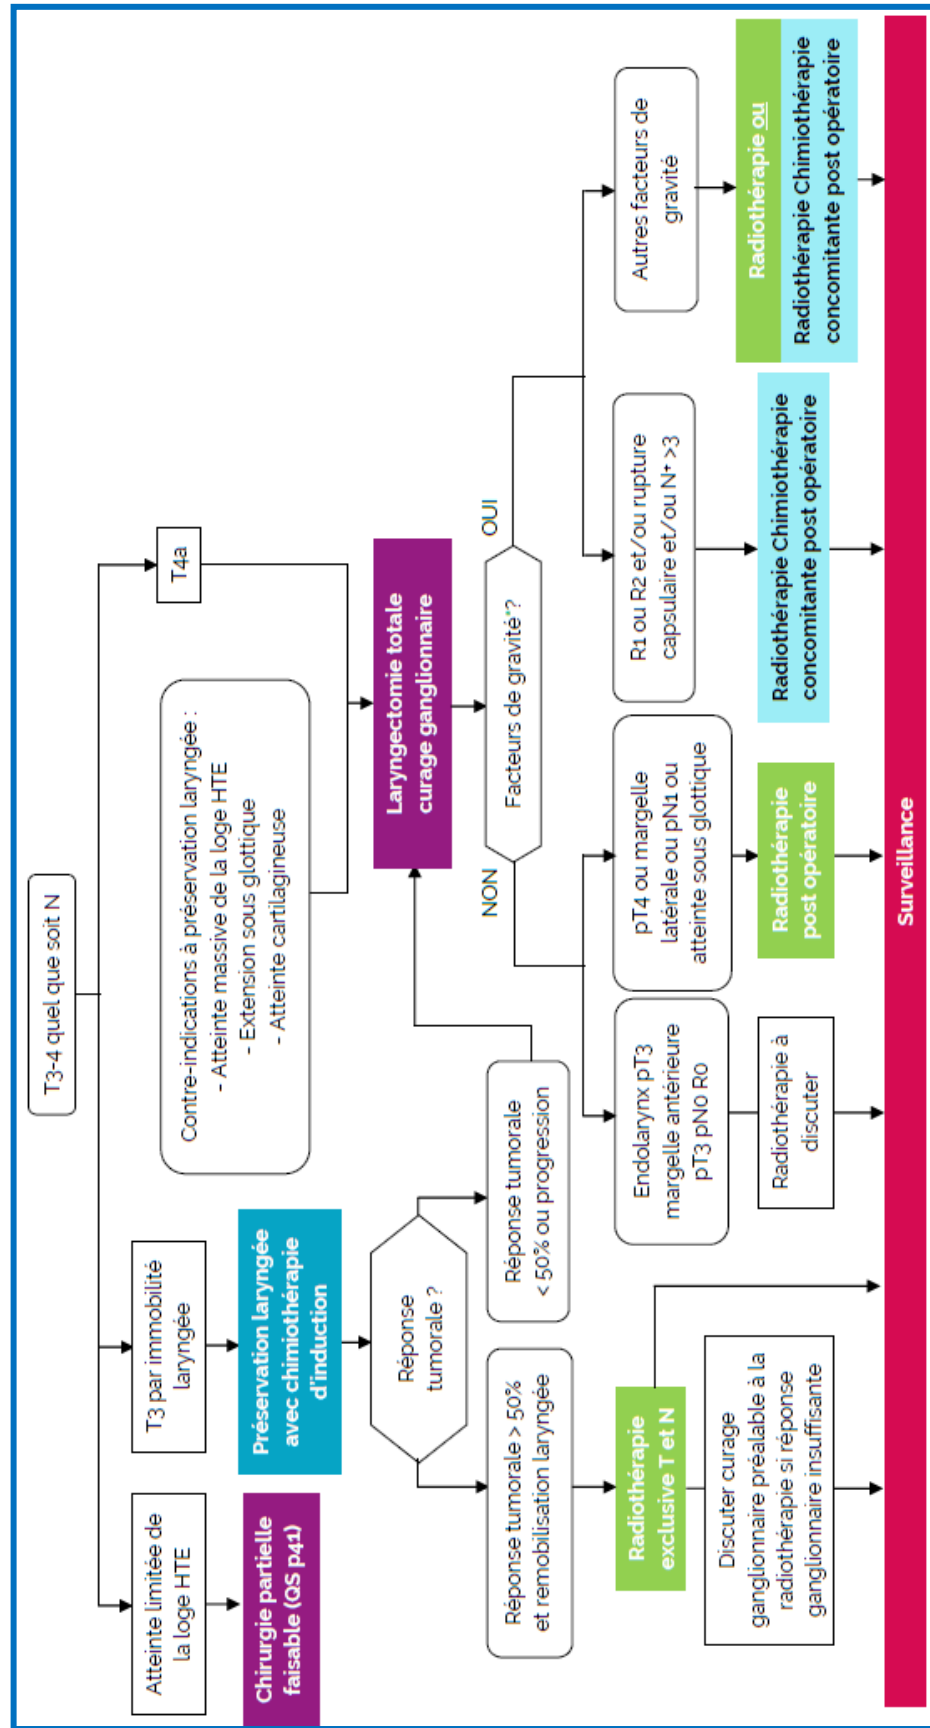 T3-4 quel que soit N
Atteinte limitée de
la loge HTE
T3 par immobilité
laryngée
Contre-indications à préservation laryngée :
- Atteinte massive de la loge HTE
- Extension sous glottique
- Atteinte cartilagineuse
T4a
Chirurgie partielle
faisable (QS p41)
Préservation laryngée
avec chimiothérapie
d'induction
Laryngectomie totale
curage ganglionnaire
Réponse
tumorale ?
Facteurs de gravité*?
NON
OUI
Réponse tumorale > 50%
et remobilisation laryngée
Réponse tumorale
< 50% ou progression
Endolarynx pT3
margelle antérieure
pT3 pN0 R0
pT4 ou margelle
latérale ou pN1 ou
atteinte sous glottique
R1 ou R2 et/ou rupture
capsulaire et/ou N+ >3
Autres facteurs de
gravité
Radiothérapie
exclusive T et N
Discuter curage
ganglionnaire préalable à la
radiothérapie si réponse
ganglionnaire insuffisante
Radiothérapie à
discuter
Radiothérapie
post opératoire
Radiothérapie Chimiothérapie
concomitante post opératoire
Radiothérapie ou
Radiothérapie Chimiothérapie
concomitante post opératoire
Surveillance